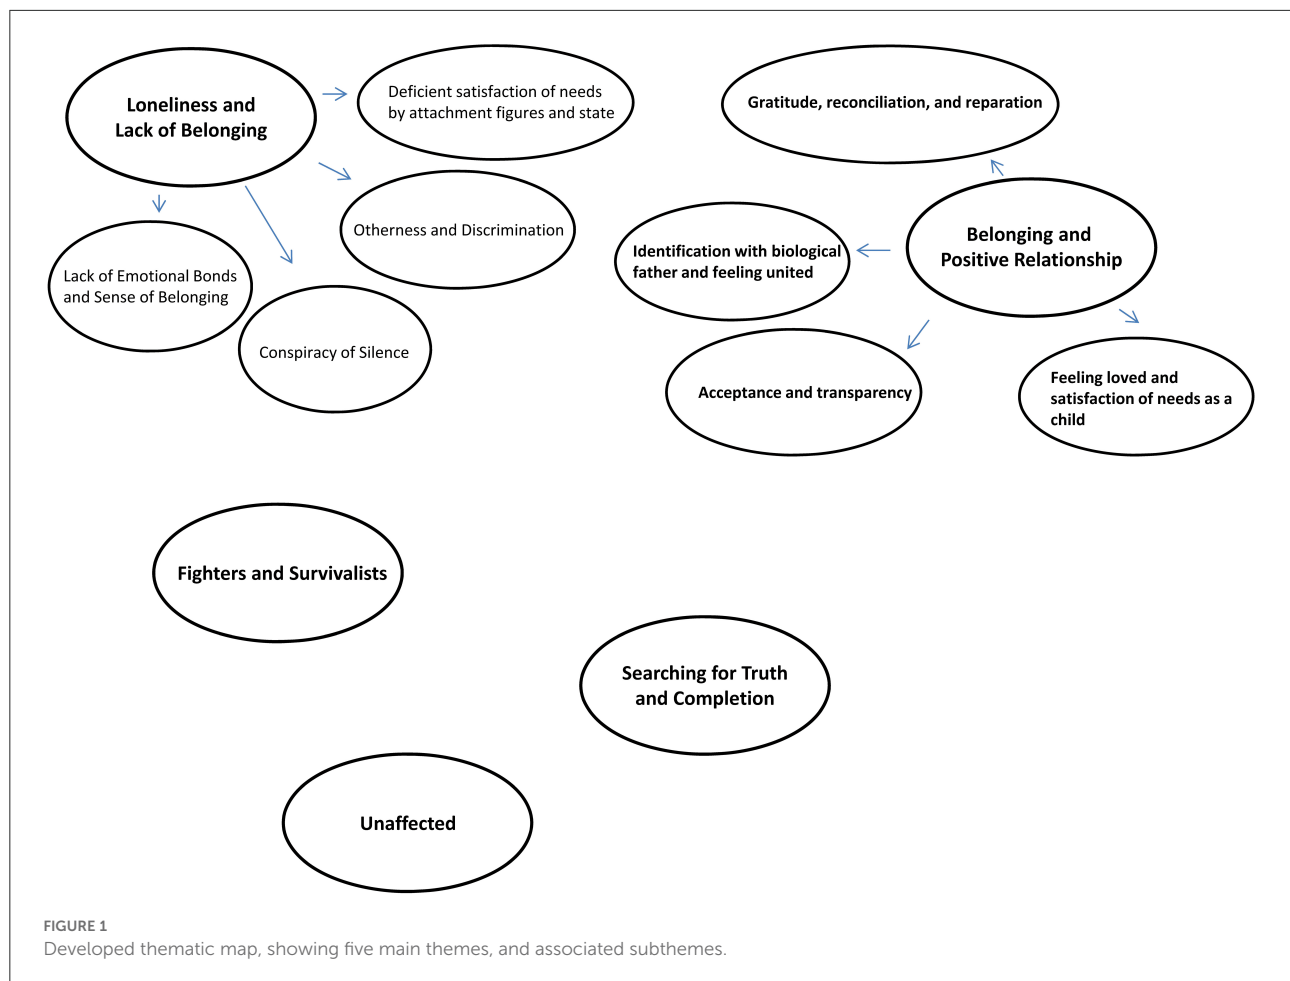 Loneliness and
Lack of Belonging
Deficient satisfaction of needs
by attachment figures and state
Otherness and Discrimination
Lack of Emotional Bonds
and Sense of Belonging
Conspiracy of Silence
Gratitude, reconciliation, and reparation
Belonging and
Positive Relationship
Identification with biological
father and feeling united
Acceptance and transparency
Feeling loved and
satisfaction of needs as a
child
Fighters and Survivalists
Searching for Truth
and Completion
Unaffected
FIGURE 1
Developed thematic map, showing five main themes, and associated subthemes.